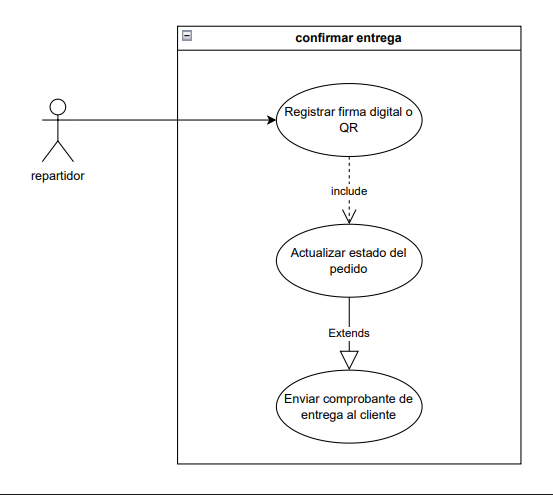 confirmar entrega
Registrar firma digital o
QR
repartidor
include
Actualizar estado del
pedido
Extends
Enviar comprobante de
entrega al cliente